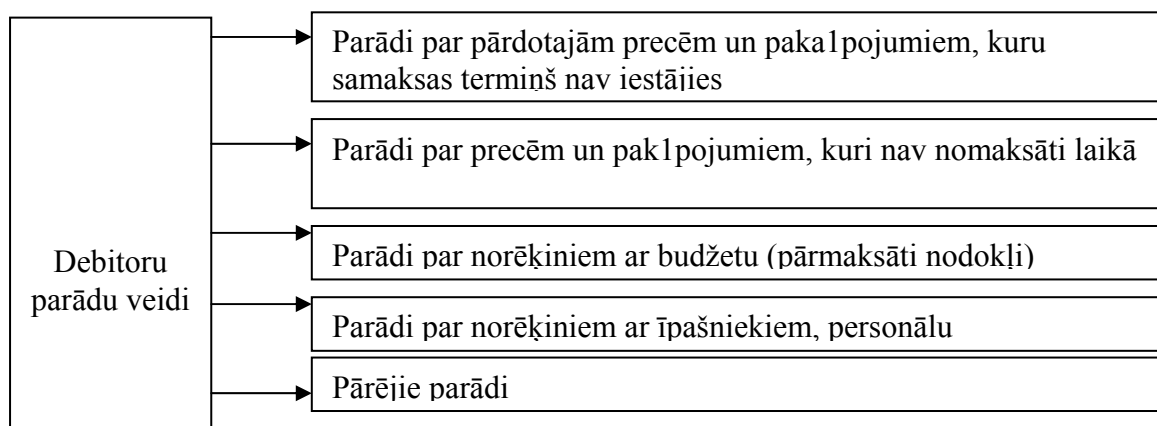 Debitoru
parādu veidi
Parādi par pārdotajām precēm un paka1pojumiem, kuru
samaksas termiņš nav iestājies
Parādi par precēm un pak1pojumiem, kuri nav nomaksāti laikā
Parādi par norēķiniem ar budžetu (pārmaksāti nodokļi)
Parādi par norēķiniem ar īpašniekiem, personālu
Pārējie parādi